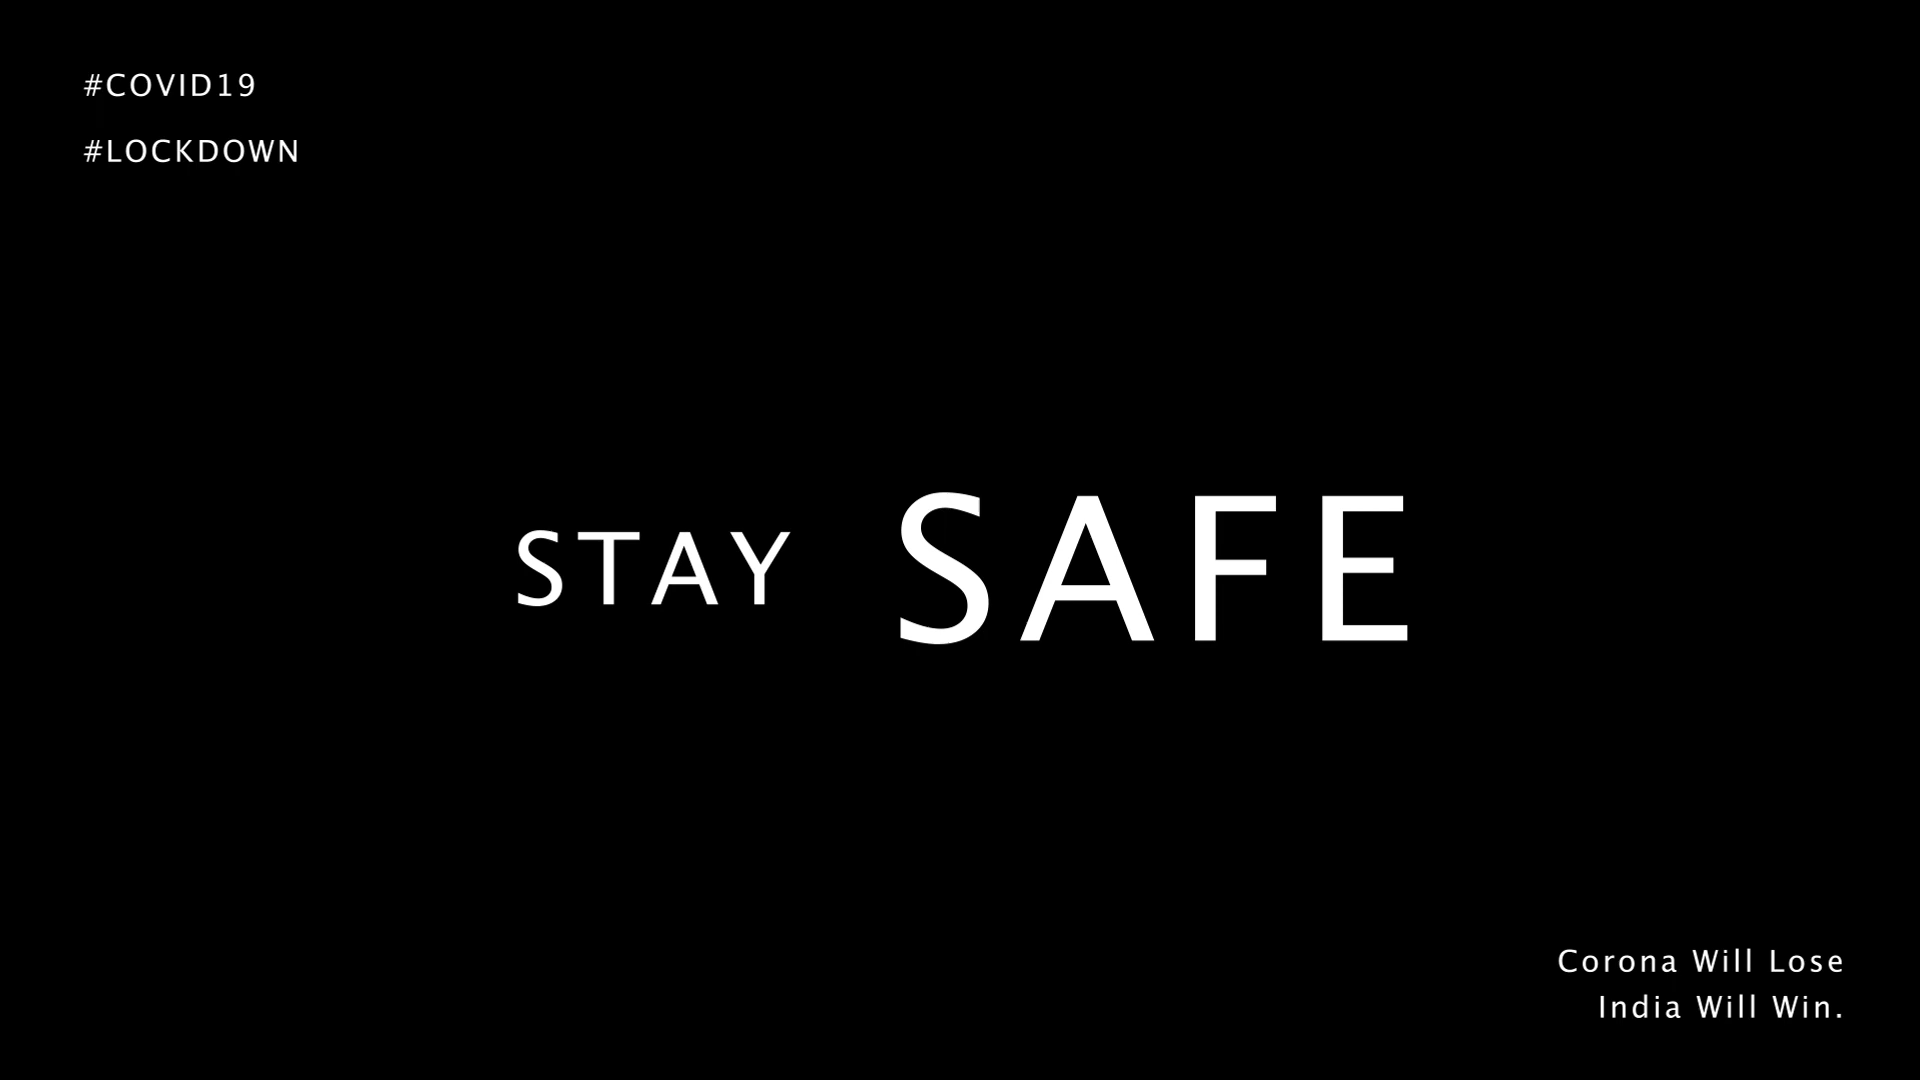 #COVID19
#LOCKDOWN
STAY SAFE
Corona Will Lose
India Will Win.